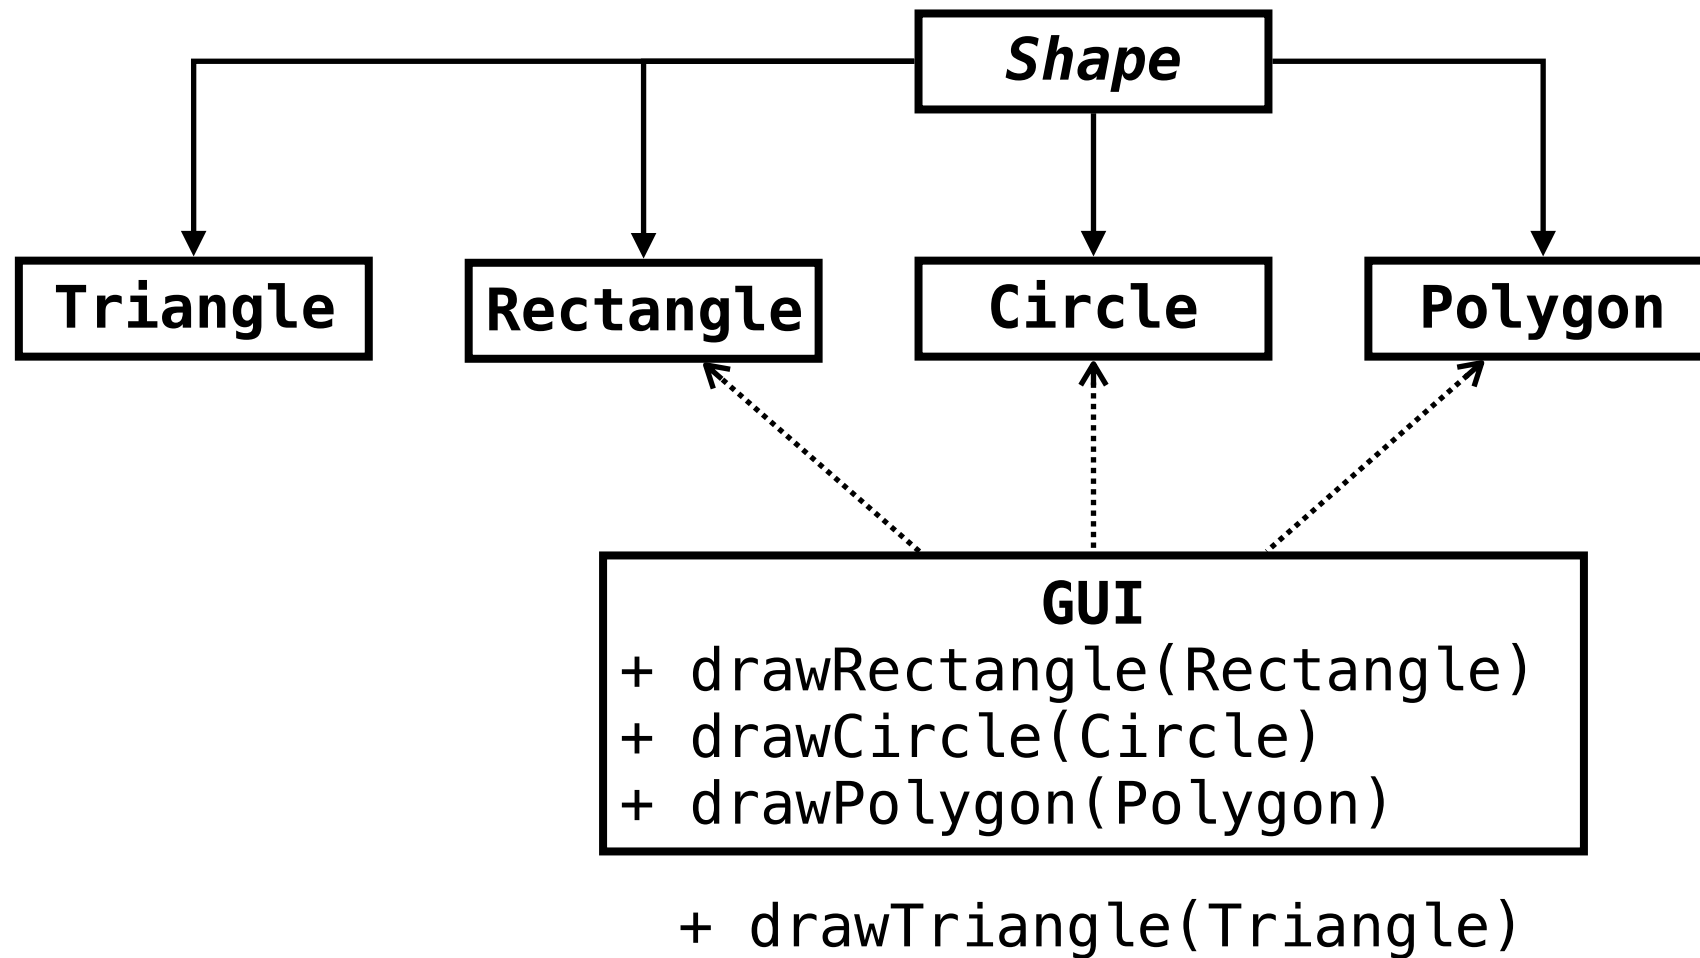 Shape
Triangle
Rectangle
Circle
Polygon
GUI
+ drawRectangle(Rectangle)
+ drawCircle(Circle)
+ drawPolygon(Polygon)
+ drawTriangle(Triangle)